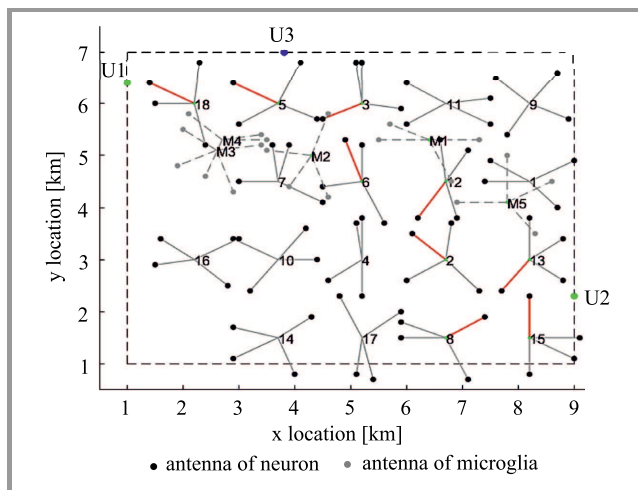 U3
7
U1
6
18
5
3
11
9
M4
M3
M2
M1
5
7
6
12
1
M5
4
16
10
4
2
13
3
U2
2
14
17
8
15
1
1 2 3 4 5 6 7 8 9
y location [km]
x location [km]
antenna of neuron antenna of microglia